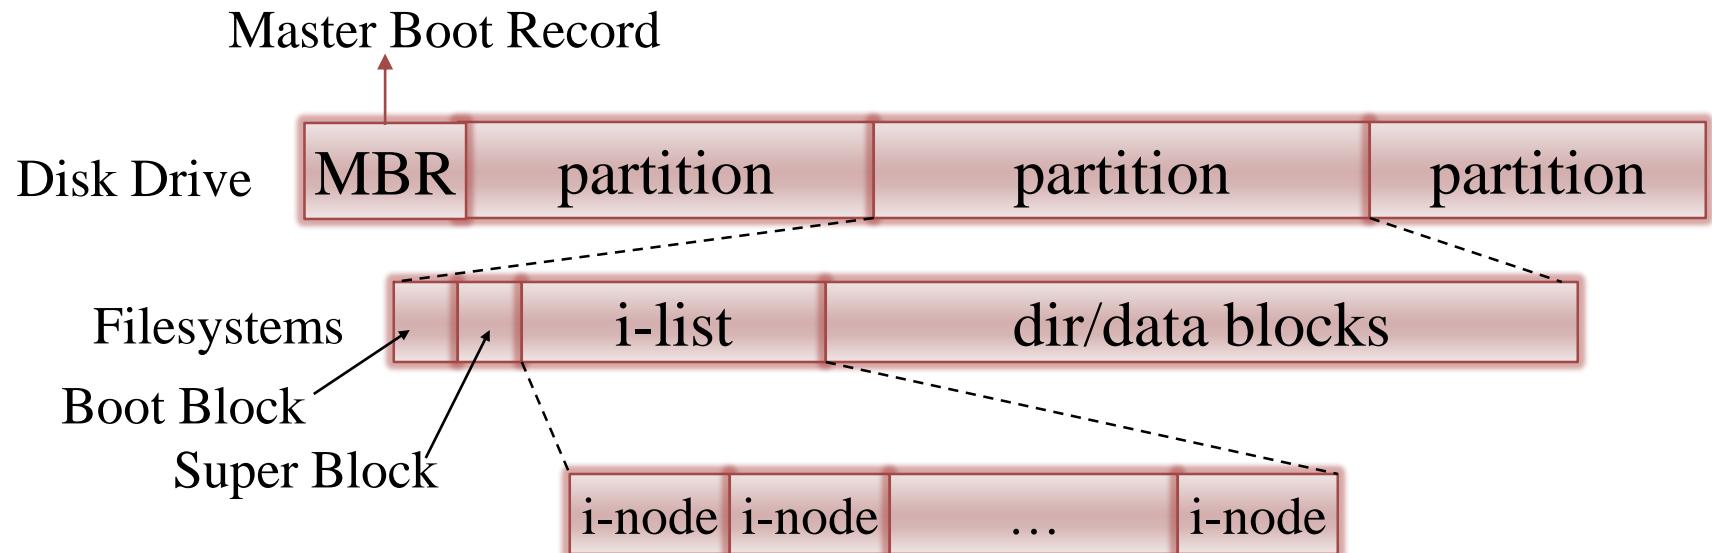 Master Boot Record
Disk Drive MBR partition partition partition
Filesystems i-list dir/data blocks
Boot Block
Super Block
i-node i-node … i-node